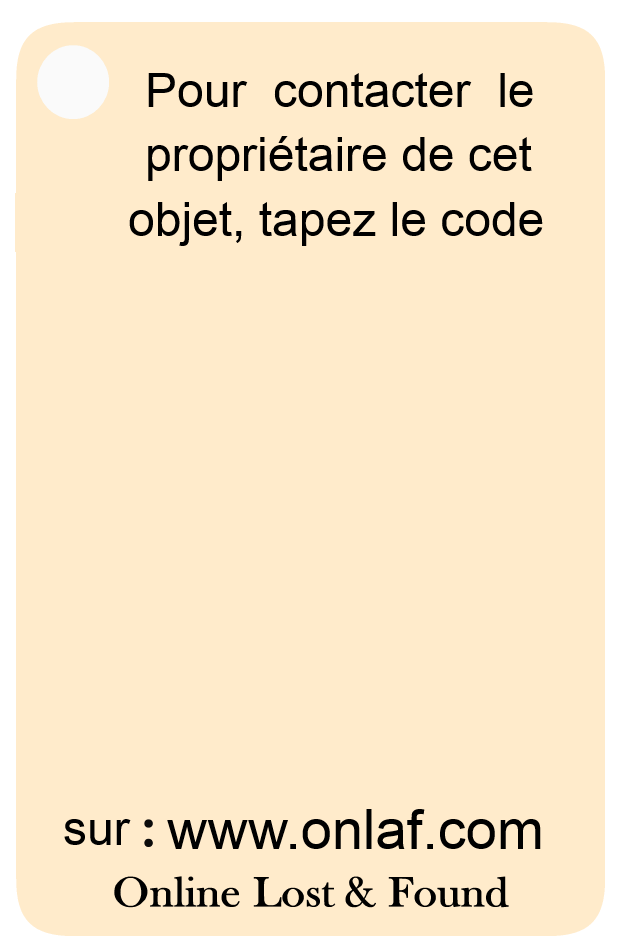 Pour contacter le
propriétaire de cet
objet, tapez le code
sur : www.onlaf.com
Online Lost & Found